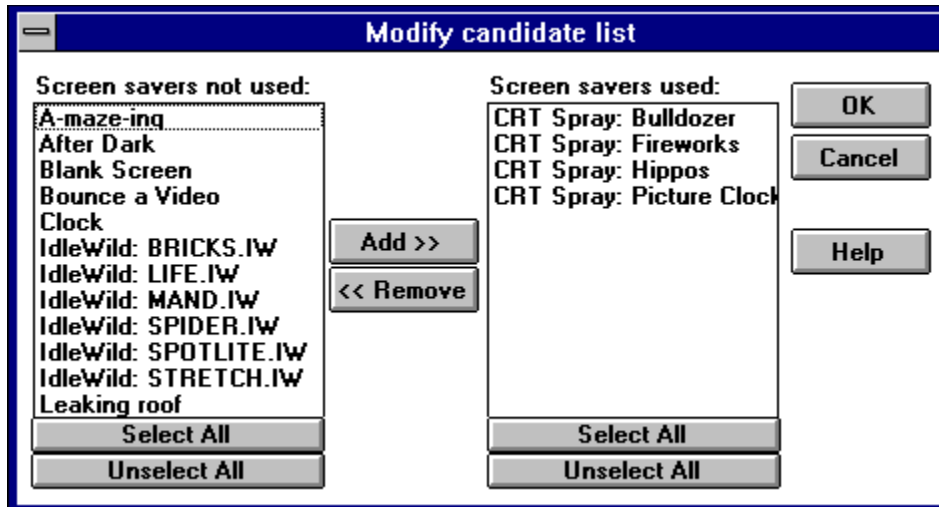 Modify candidate list
Screen savers not used:
A-maze-ing
After Dark
Blank Screen
Bounce a Video
Clock
IdleWild: BRICKS.IW
IdleWild: LIFE.IW
IdleWild: MAND.IW
IdleWild: SPIDER.IW
IdleWild: SPOTLITE.IW
IdleWild: STRETCH.IW
Leaking roof
Select All
Unselect All
Add >>
<< Remove
Screen savers used:
CRT Spray: Bulldozer
CRT Spray: Fireworks
CRT Spray: Hippos
CRT Spray: Picture Clock
Select All
Unselect All
OK
Cancel
Help